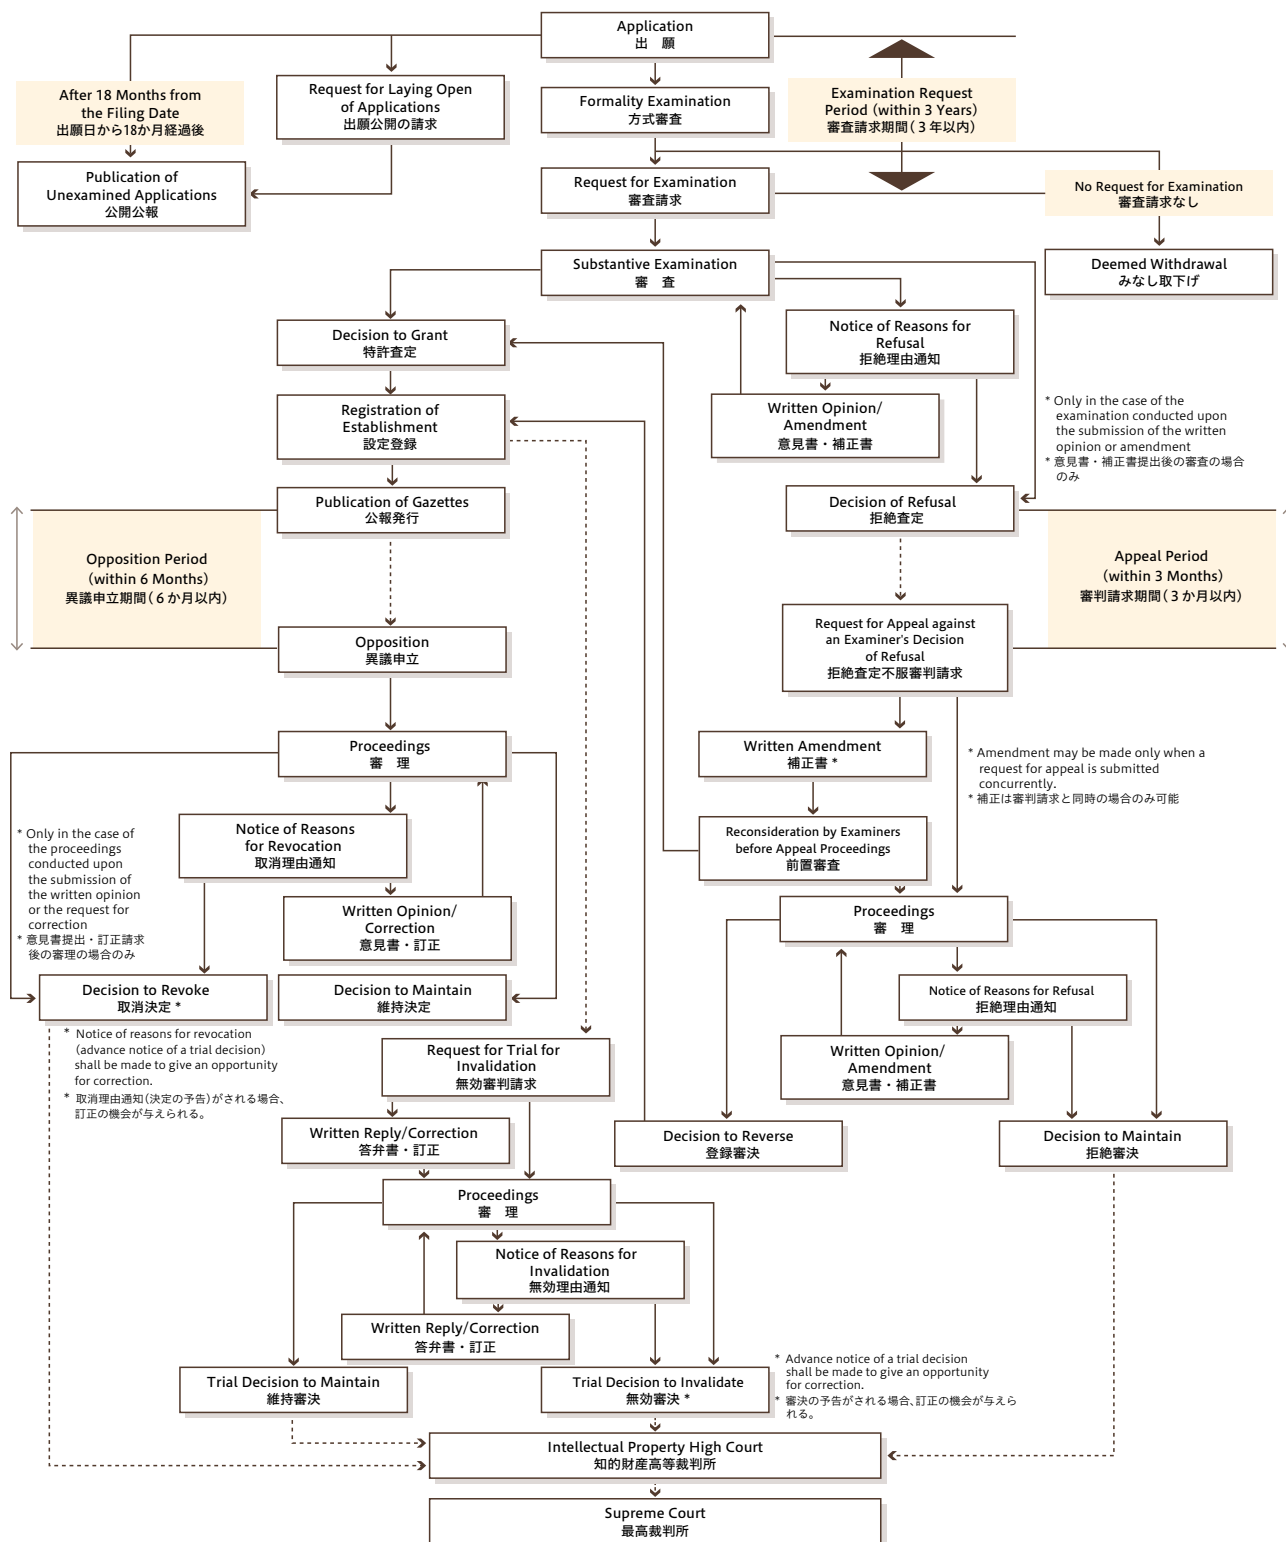 Application
出　願
After 18 Months from
the Filing Date
出願日から18か月経過後
Request for Laying Open
of Applications
出願公開の請求
Formality Examination
方式審査
Examination Request
Period (within 3 Years)
審査請求期間(3年以内)
Publication of
Unexamined Applications
公開公報
Request for Examination
審査請求
No Request for Examination
審査請求なし
Substantive Examination
審　査
Deemed Withdrawal
みなし取下げ
Decision to Grant
特許査定
Notice of Reasons for
Refusal
拒絶理由通知
Registration of
Establishment
設定登録
Written Opinion/
Amendment
意見書・補正書
* Only in the case of the
examination conducted upon
the submission of the written
opinion or amendment
* 意見書・補正書提出後の審査の場合
のみ
Publication of Gazettes
公報発行
Decision of Refusal
拒絶査定
Opposition Period
(within 6 Months)
異議申立期間(6か月以内)
Appeal Period
(within 3 Months)
審判請求期間(3か月以内)
Opposition
異議申立
Request for Appeal against
an Examiner's Decision
of Refusal
拒絶査定不服審判請求
Proceedings
審　理
Written Amendment
補正書 *
* Amendment may be made only when a
request for appeal is submitted
concurrently.
* 補正は審判請求と同時の場合のみ可能
Notice of Reasons
for Revocation
取消理由通知
Reconsideration by Examiners
before Appeal Proceedings
前置審査
* Only in the case of
the proceedings
conducted upon
the submission of
the written opinion
or the request for
correction
* 意見書提出・訂正請求
後の審理の場合のみ
Written Opinion/
Correction
意見書・訂正
Proceedings
審　理
Decision to Revoke
取消決定 *
Decision to Maintain
維持決定
Notice of Reasons for Refusal
拒絶理由通知
* Notice of reasons for revocation
(advance notice of a trial decision)
shall be made to give an opportunity
for correction.
* 取消理由通知(決定の予告)がされる場合、
訂正の機会が与えられる。
Request for Trial for
Invalidation
無効審判請求
Written Opinion/
Amendment
意見書・補正書
Written Reply/Correction
答弁書・訂正
Decision to Reverse
登録審決
Decision to Maintain
拒絶審決
Proceedings
審　理
Notice of Reasons for
Invalidation
無効理由通知
Written Reply/Correction
答弁書・訂正
Trial Decision to Maintain
維持審決
Trial Decision to Invalidate
無効審決 *
* Advance notice of a trial decision
shall be made to give an opportunity
for correction.
* 審決の予告がされる場合、訂正の機会が与えら
れる。
Intellectual Property High Court
知的財産高等裁判所
Supreme Court
最高裁判所